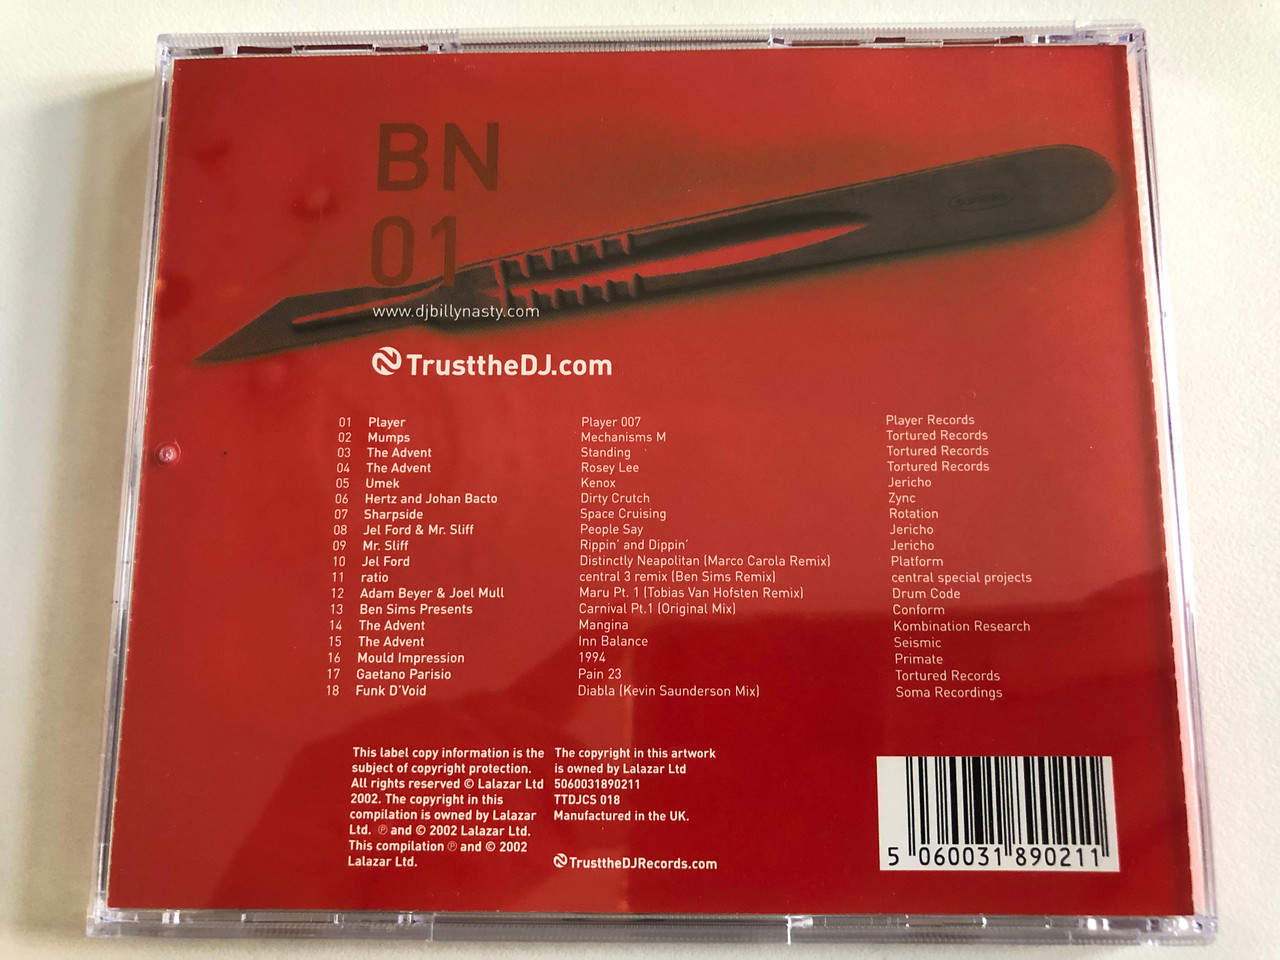 BN
01
www.djbillynasty.com
TrusttheDJ.com
01 Player Player 007 Player Records
02 Mumps Mechanisms M Tortured Records
03 The Advent Standing Tortured Records
04 The Advent Rosey Lee Tortured Records
05 Umek Kenox Jericho
06 Hertz and Johan Bacto Dirty Crutch Zync
07 Sharpside Space Cruising Rotation
08 Jel Ford & Mr. Sliff People Say Jericho
09 Mr. Sliff Rippin' and Dippin' Jericho
10 Jel Ford Distinctly Neapolitan (Marco Carola Remix) Platform
11 ratio central 3 remix (Ben Sims Remix) central special projects
12 Adam Beyer & Joel Mull Maru Pt. 1 (Tobias Van Hofsten Remix) Drum Code
13 Ben Sims Presents Carnival Pt.1 (Original Mix) Conform
14 The Advent Mangina Kombination Research
15 The Advent Inn Balance Seismic
16 Mould Impression 1994 Primate
17 Gaetano Parisio Pain 23 Tortured Records
18 Funk D'Void Diabla (Kevin Saunderson Mix) Soma Recordings
This label copy information is the
subject of copyright protection.
All rights reserved © Lalazar Ltd
2002. The copyright in this
compilation is owned by Lalazar
Ltd. ℗ and © 2002 Lalazar Ltd.
This compilation ℗ and © 2002
Lalazar Ltd.
The copyright in this artwork
is owned by Lalazar Ltd
5060031890211
TTDJCS 018
Manufactured in the UK.
TrusttheDJRecords.com
5 060031 890211